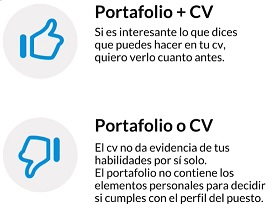 Portafolio + CV
Si es interesante lo que dices
que puedes hacer en tu cv,
quiero verlo cuanto antes.
Portafolio o CV
El cv no da evidencia de tus
habilidades por sí solo.
El portafolio no contiene los
elementos personales para decidir
si cumples con el perfil del puesto.